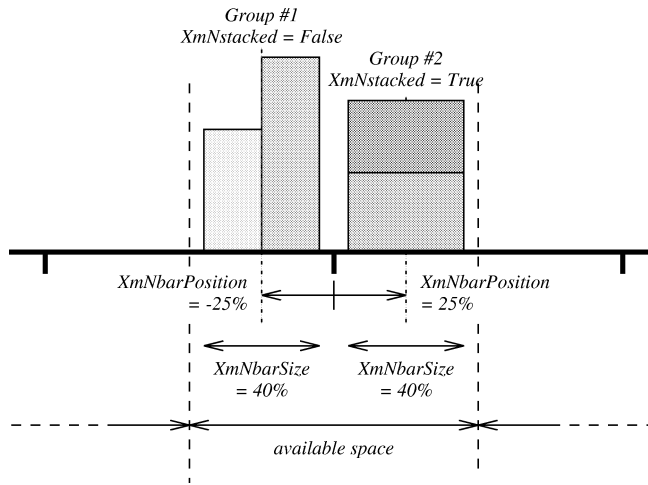 Group #1
XmNstacked = False
Group #2
XmNstacked = True
XmNbarPosition
= -25%
XmNbarPosition
= 25%
XmNbarSize
= 40%
XmNbarSize
= 40%
available space